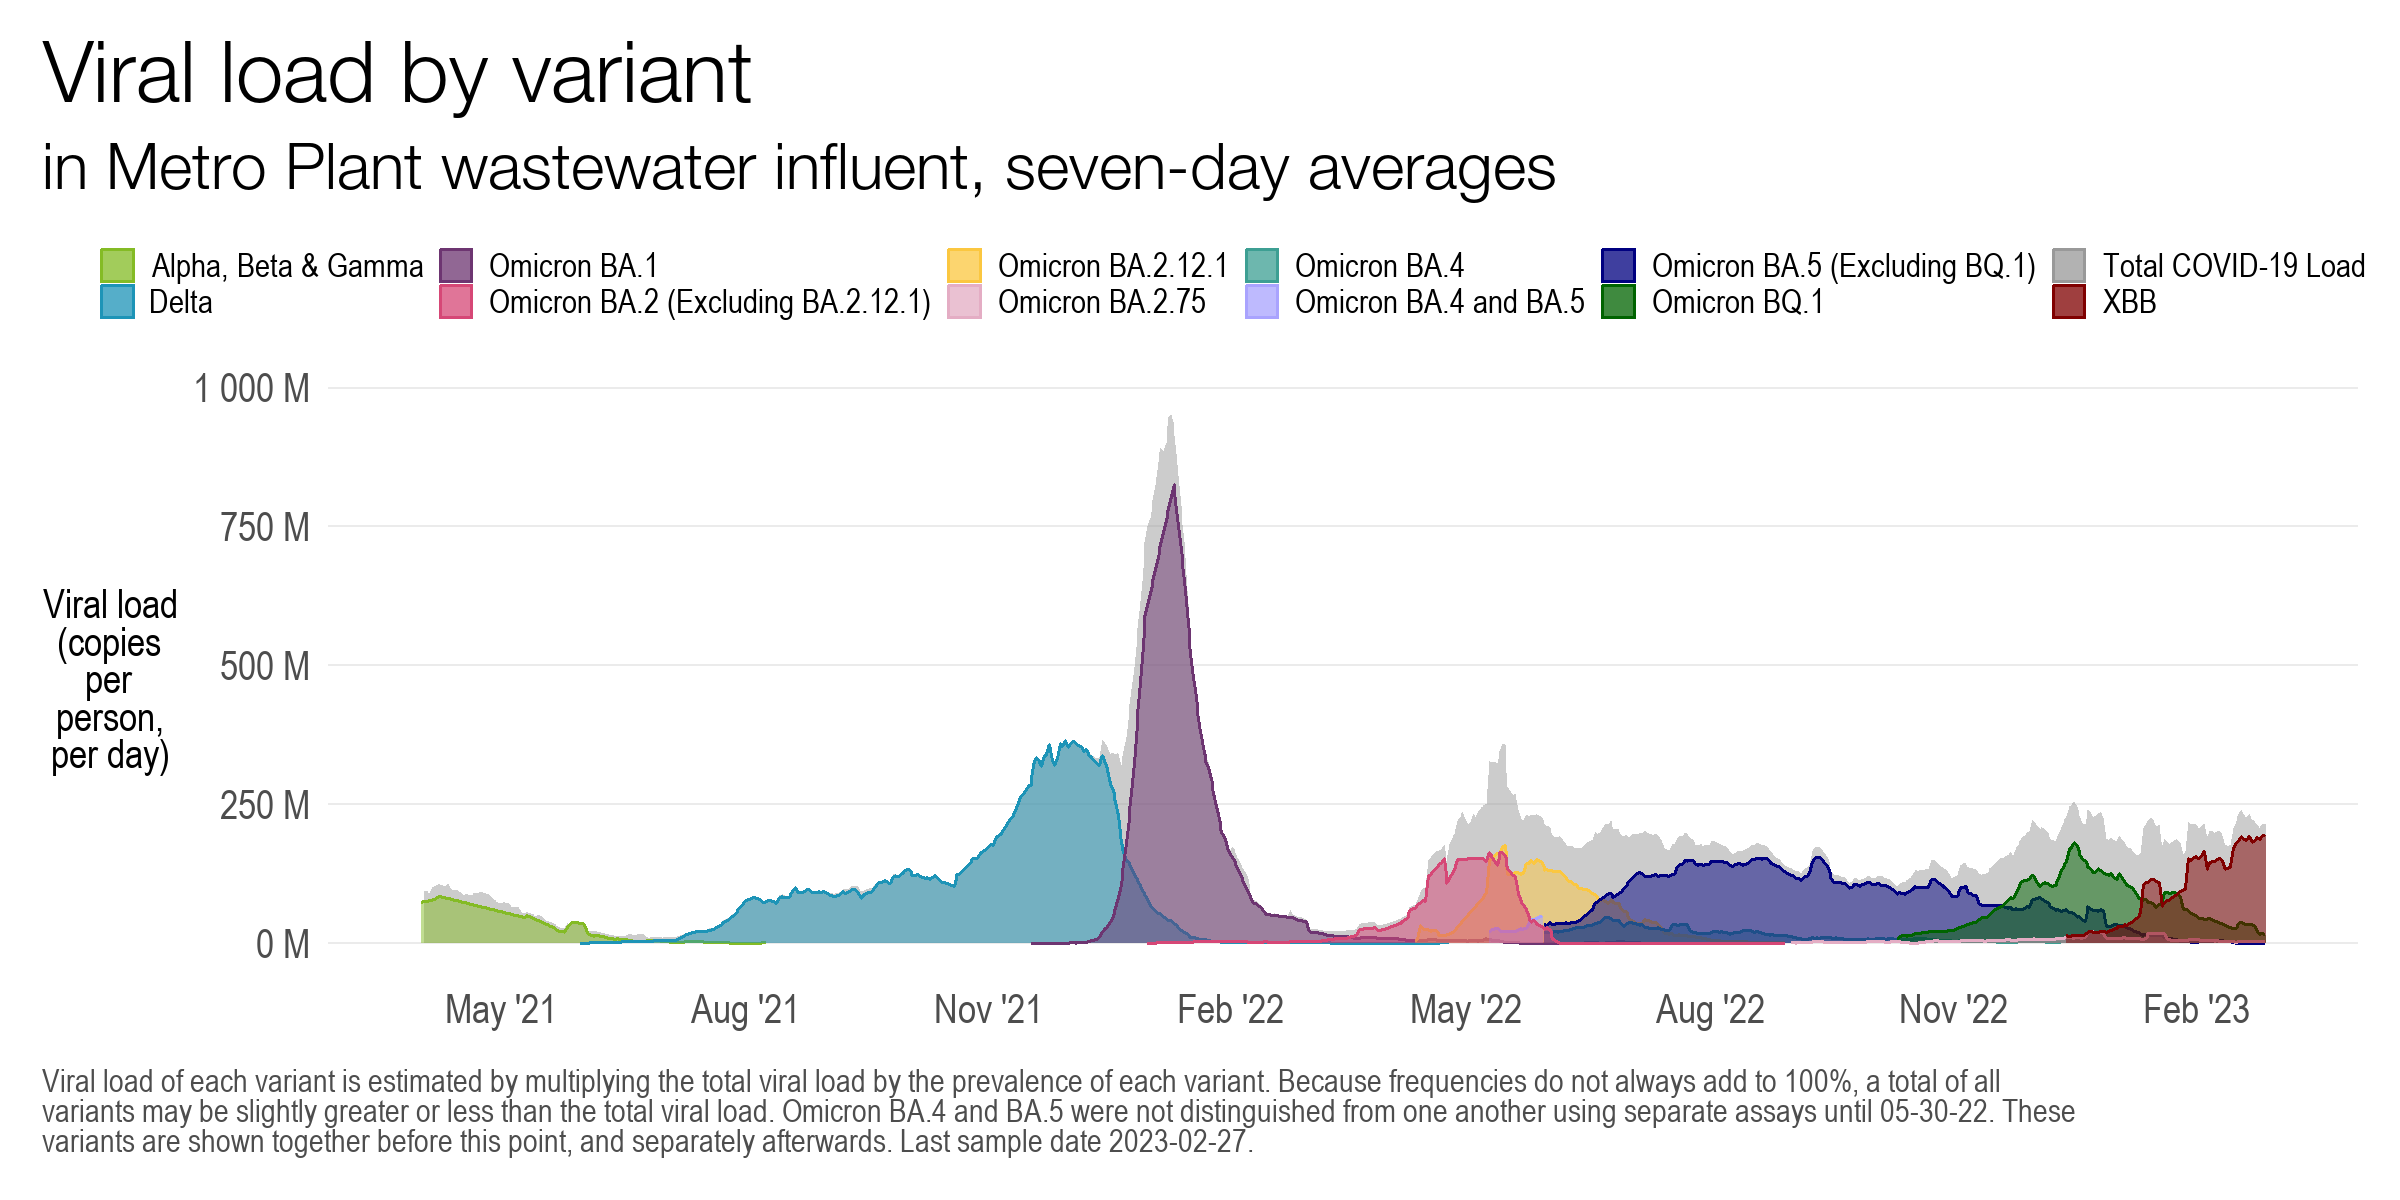 Viral load by variant
in Metro Plant wastewater influent, seven-day averages
Alpha, Beta & Gamma
Omicron BA.1
Omicron BA.2.12.1
Omicron BA.4
Omicron BA.5 (Excluding BQ.1)
Total COVID-19 Load
Delta
Omicron BA.2 (Excluding BA.2.12.1)
Omicron BA.2.75
Omicron BA.4 and BA.5
Omicron BQ.1
XBB
1 000 M
750 M
500 M
250 M
0 M
Viral load
(copies
per
person,
per day)
May '21
Aug '21
Nov '21
Feb '22
May '22
Aug '22
Nov '22
Feb '23
Viral load of each variant is estimated by multiplying the total viral load by the prevalence of each variant. Because frequencies do not always add to 100%, a total of all
variants may be slightly greater or less than the total viral load. Omicron BA.4 and BA.5 were not distinguished from one another using separate assays until 05-30-22. These
variants are shown together before this point, and separately afterwards. Last sample date 2023-02-27.